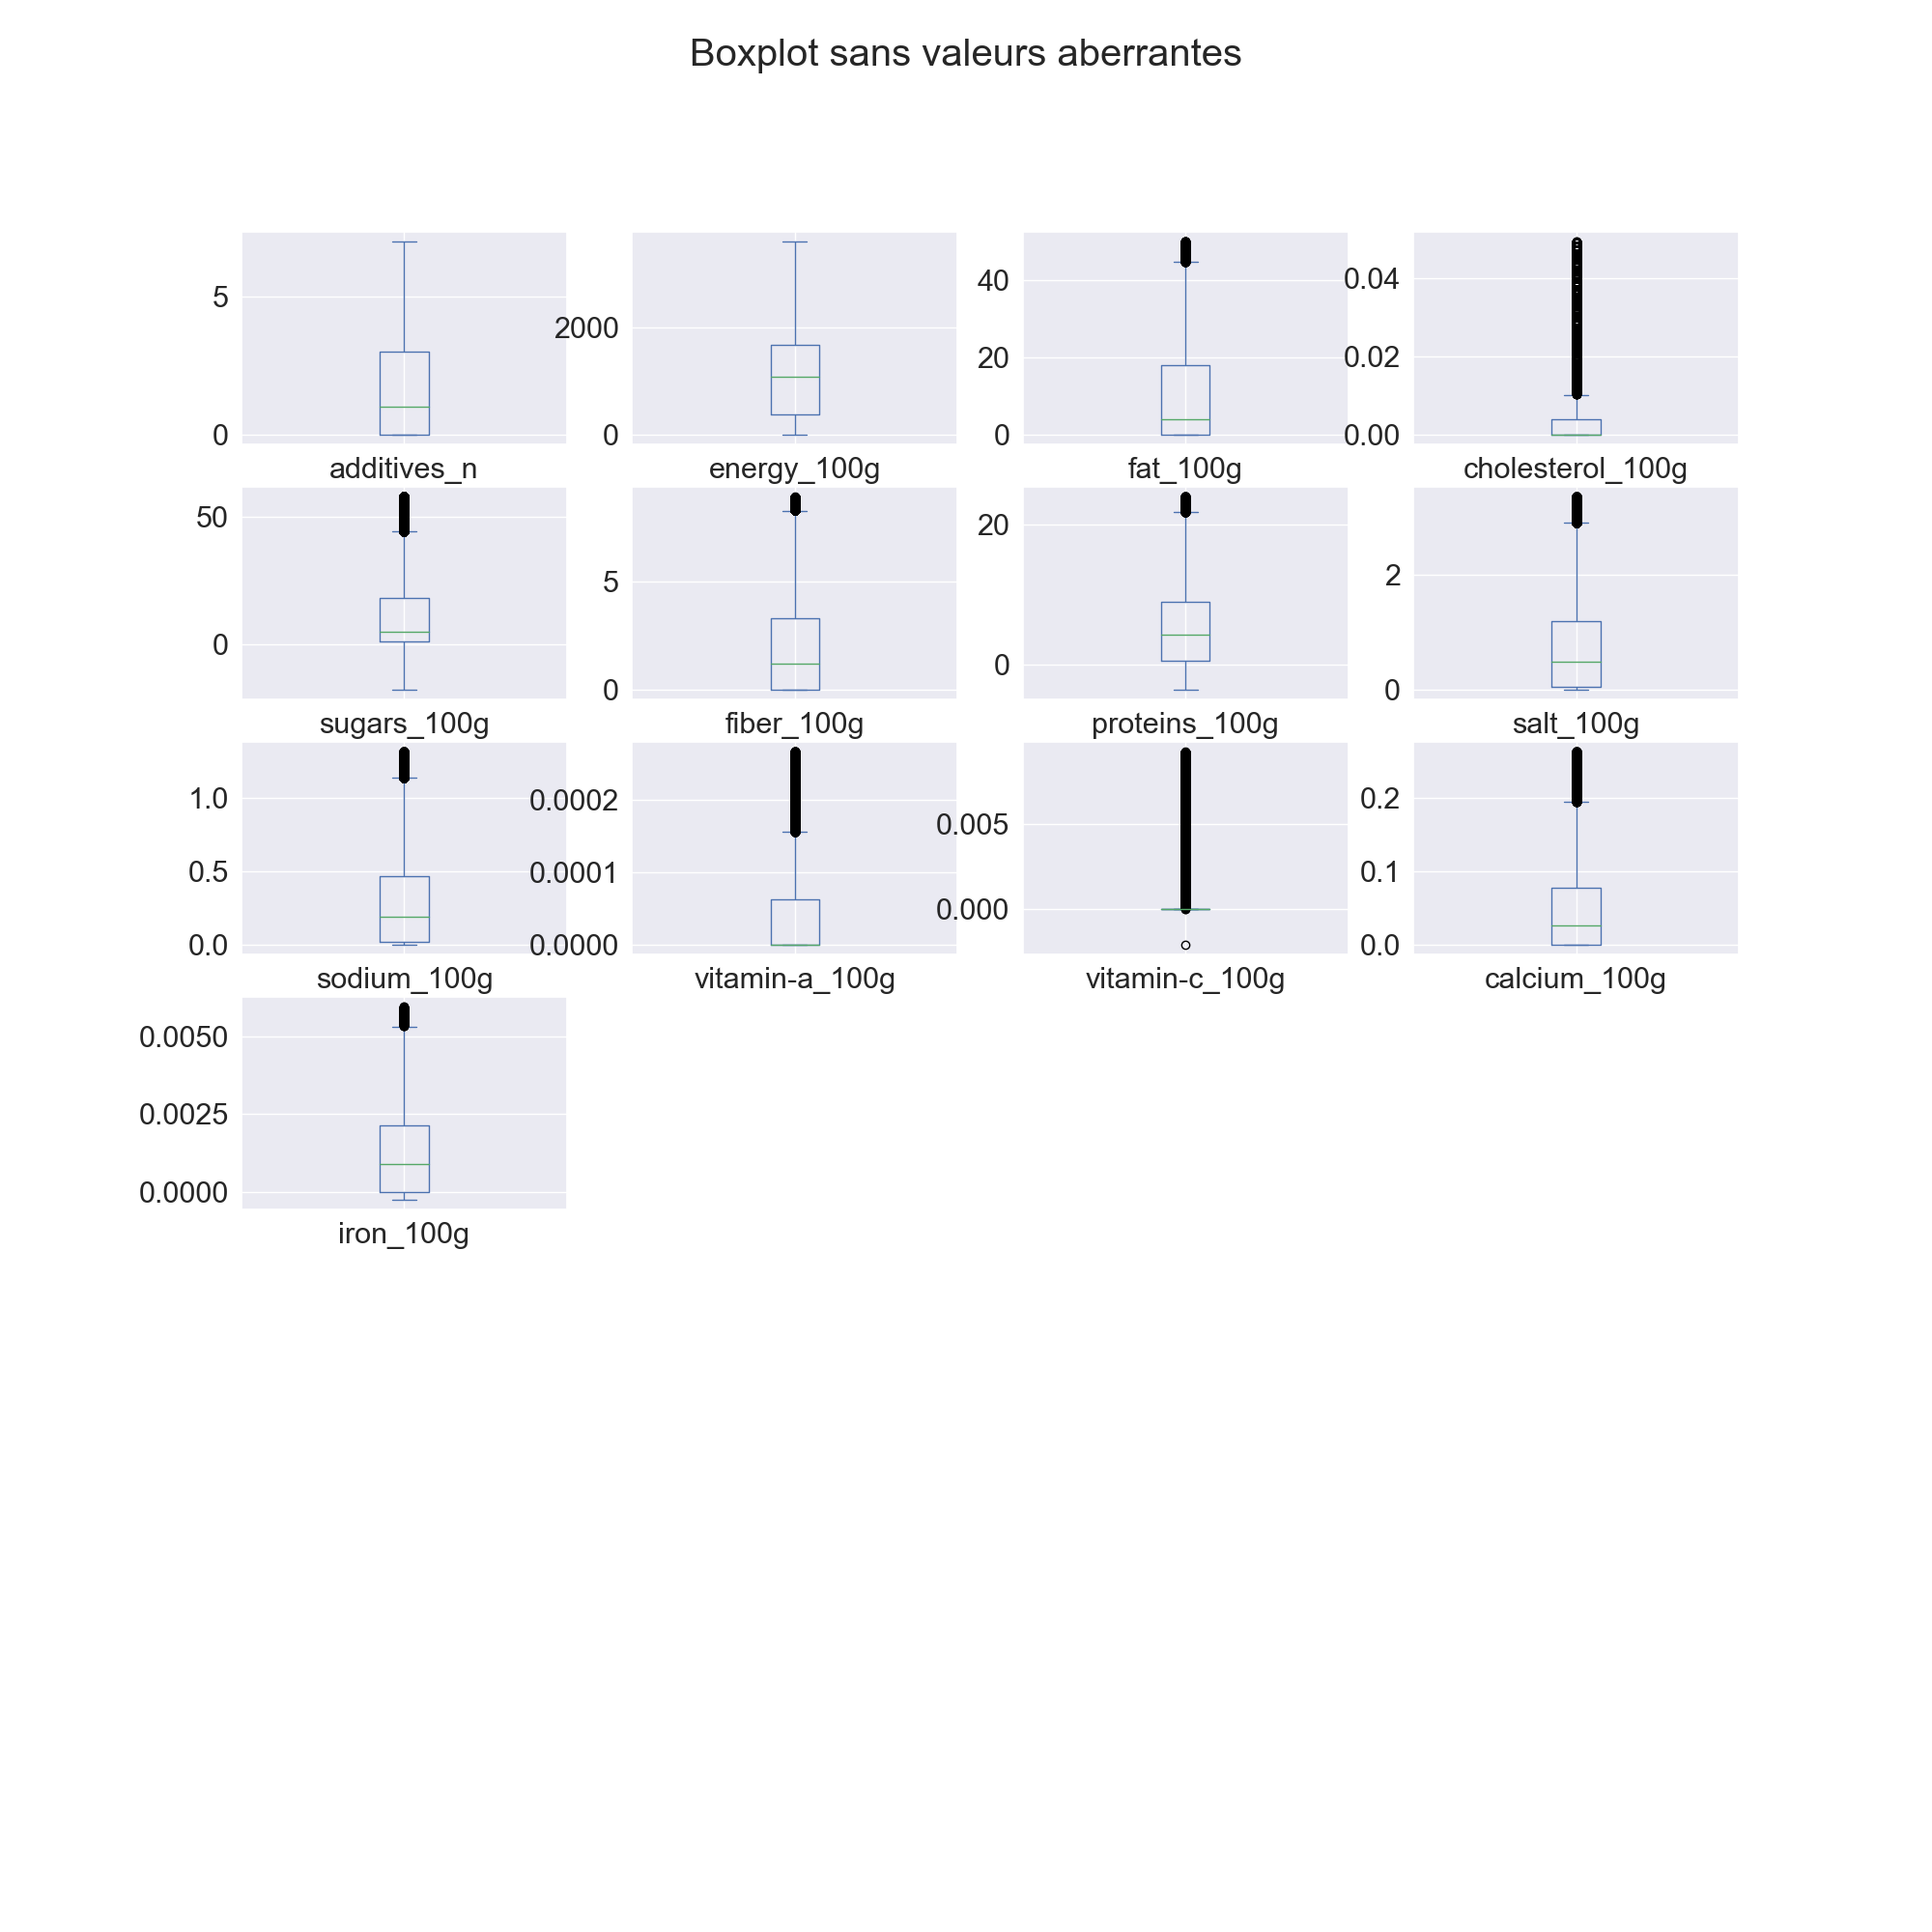 Boxplot sans valeurs aberrantes
5
0
additives_n
2000
0
energy_100g
40
20
0
fat_100g
0.04
0.02
0.00
cholesterol_100g
50
0
sugars_100g
5
0
fiber_100g
20
0
proteins_100g
2
0
salt_100g
1.0
0.5
0.0
sodium_100g
0.0002
0.0001
0.0000
vitamin-a_100g
0.005
0.000
vitamin-c_100g
0.2
0.1
0.0
calcium_100g
0.0050
0.0025
0.0000
iron_100g